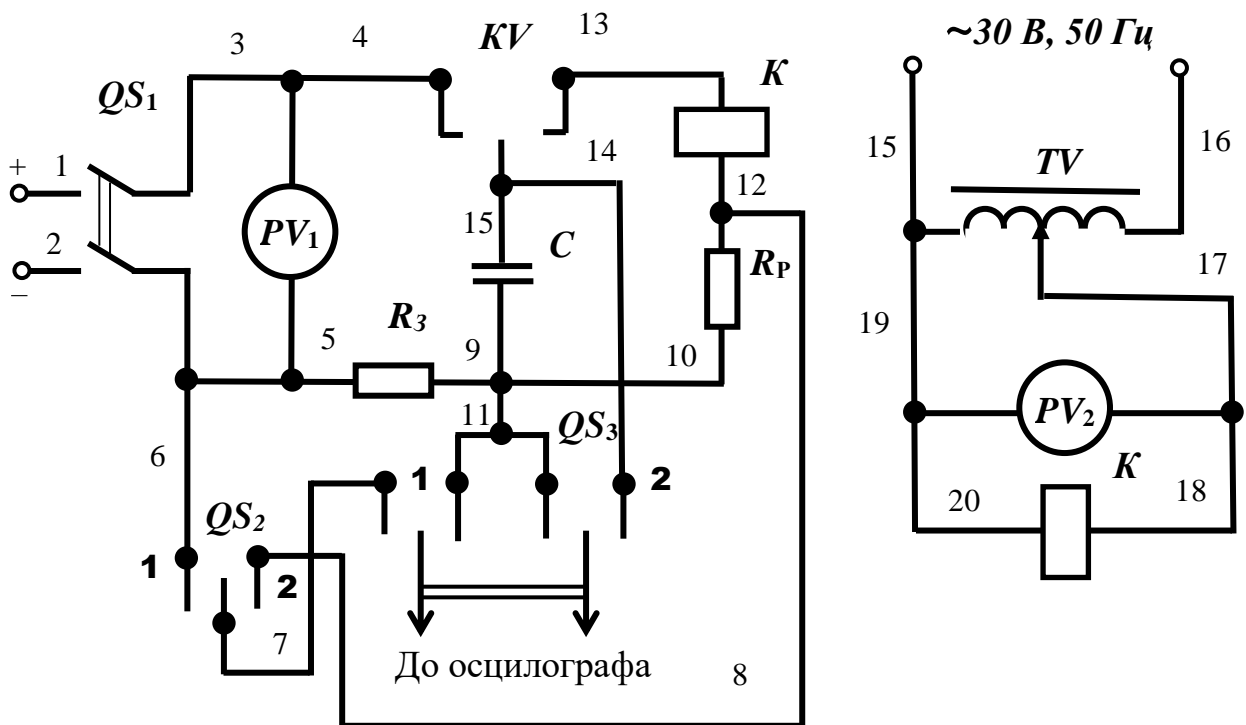 3 4 KV 13
~30 В, 50 Гц
QS₁ К
+ 1
14 15 TV 16
12
PV₁ 15
2 C Rₚ
−
17
R₃ 19
5 9 10
11 QS₃ PV₂
6 1 2 К
QS₂ 20 18
1 2
7
До осцилографа 8